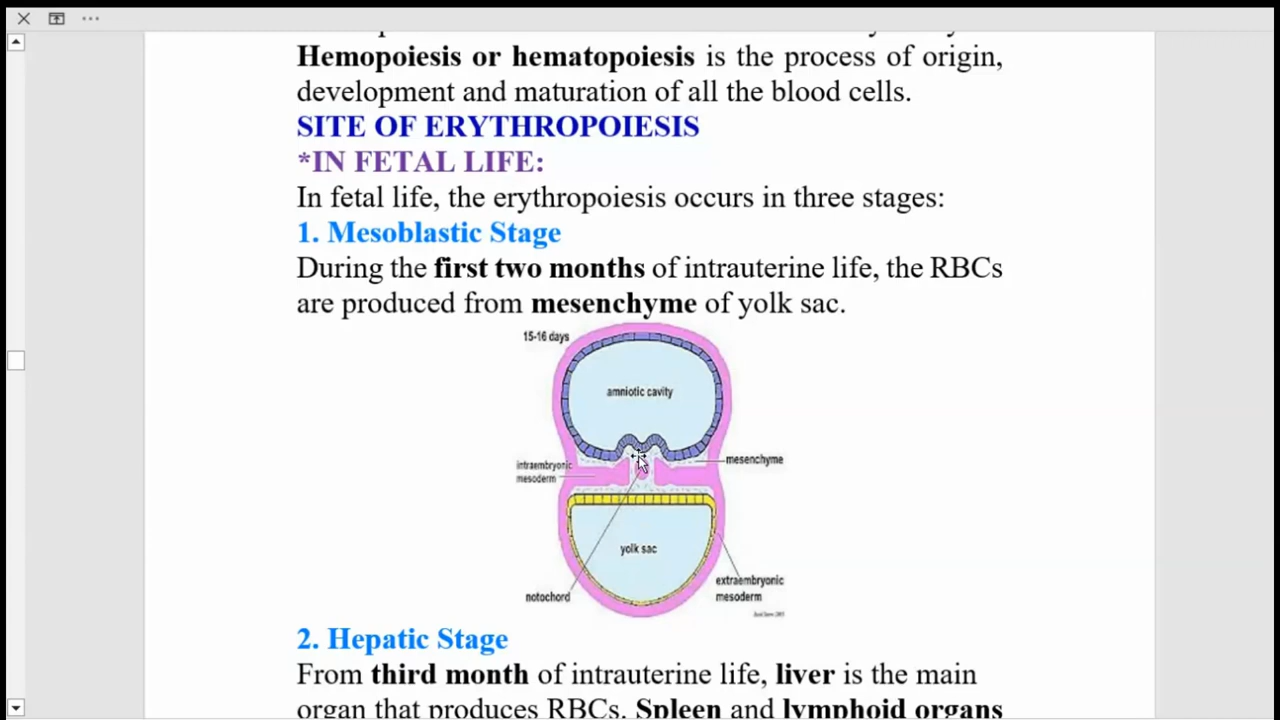 Hemopoiesis or hematopoiesis is the process of origin,
development and maturation of all the blood cells.
SITE OF ERYTHROPOIESIS
*IN FETAL LIFE:
In fetal life, the erythropoiesis occurs in three stages:
1. Mesoblastic Stage
During the first two months of intrauterine life, the RBCs
are produced from mesenchyme of yolk sac.
15-16 days
amniotic cavity
intraembryonic
mesoderm
mesenchyme
yolk sac
notochord
extraembryonic
mesoderm
2. Hepatic Stage
From third month of intrauterine life, liver is the main
organ that produces RBCs. Spleen and lymphoid organs